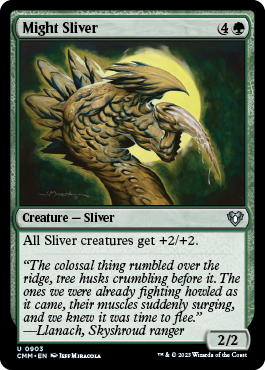 Might Sliver 4
Creature — Sliver
All Sliver creatures get +2/+2.
“The colossal thing rumbled over the
ridge, tree husks crumbling before it. The
ones we were already fighting howled as
it came, their muscles suddenly surging,
and we knew it was time to flee.”
—Llanach, Skyshroud ranger
2/2
U 0903
CMM • EN Jeff Miracola
™ & © 2023 Wizards of the Coast